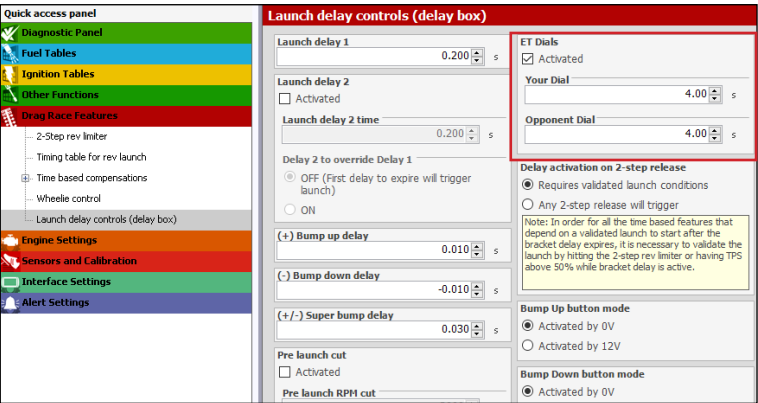 Quick access panel
Diagnostic Panel
Fuel Tables
Ignition Tables
Other Functions
Drag Race Features
2-Step rev limiter
Timing table for rev launch
Time based compensations
Wheelie control
Launch delay controls (delay box)
Engine Settings
Sensors and Calibration
Interface Settings
Alert Settings
Launch delay controls (delay box)
Launch delay 1
0.200 s
Launch delay 2
Activated
Launch delay 2 time
0.200 s
Delay 2 to override Delay 1
OFF (First delay to expire will trigger
launch)
ON
(+) Bump up delay
0.010 s
(-) Bump down delay
-0.010 s
(+/-) Super bump delay
0.030 s
Pre launch cut
Activated
Pre launch RPM cut
ET Dials
Activated
Your Dial
4.00 s
Opponent Dial
4.00 s
Delay activation on 2-step release
Requires validated launch conditions
Any 2-step release will trigger
Note: In order for all the time based features that
depend on a validated launch to start after the
bracket delay expires, it is necessary to validate the
launch by hitting the 2-step rev limiter or having TPS
above 50% while bracket delay is active.
Bump Up button mode
Activated by 0V
Activated by 12V
Bump Down button mode
Activated by 0V